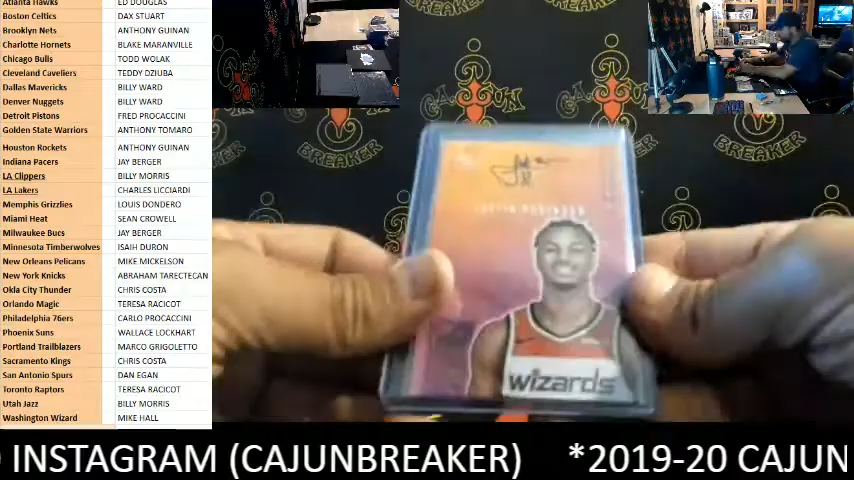 Atlanta Hawks ED DOUGLAS
Boston Celtics DAX STUART
Brooklyn Nets ANTHONY GUINAN
Charlotte Hornets BLAKE MARANVILLE
Chicago Bulls TODD WOLAK
Cleveland Cavaliers TEDDY DZIUBA
Dallas Mavericks BILLY WARD
Denver Nuggets BILLY WARD
Detroit Pistons FRED PROCACCINI
Golden State Warriors ANTHONY TOMARO
Houston Rockets ANTHONY GUINAN
Indiana Pacers JAY BERGER
LA Clippers BILLY MORRIS
LA Lakers CHARLES LICCIARDI
Memphis Grizzlies LOUIS DONDERO
Miami Heat SEAN CROWELL
Milwaukee Bucs JAY BERGER
Minnesota Timberwolves ISAIH DURON
New Orleans Pelicans MIKE MICKELSON
New York Knicks ABRAHAM TARECTECAN
Okla City Thunder CHRIS COSTA
Orlando Magic TERESA RACICOT
Philadelphia 76ers CARLO PROCACCINI
Phoenix Suns WALLACE LOCKHART
Portland Trailblazers MARCO GRIGOLETTO
Sacramento Kings CHRIS COSTA
San Antonio Spurs DAN EGAN
Toronto Raptors TERESA RACICOT
Utah Jazz BILLY MORRIS
Washington Wizard MIKE HALL
CAJUN
BREAKER
wizards
INSTAGRAM (CAJUNBREAKER) *2019-20 CAJUN